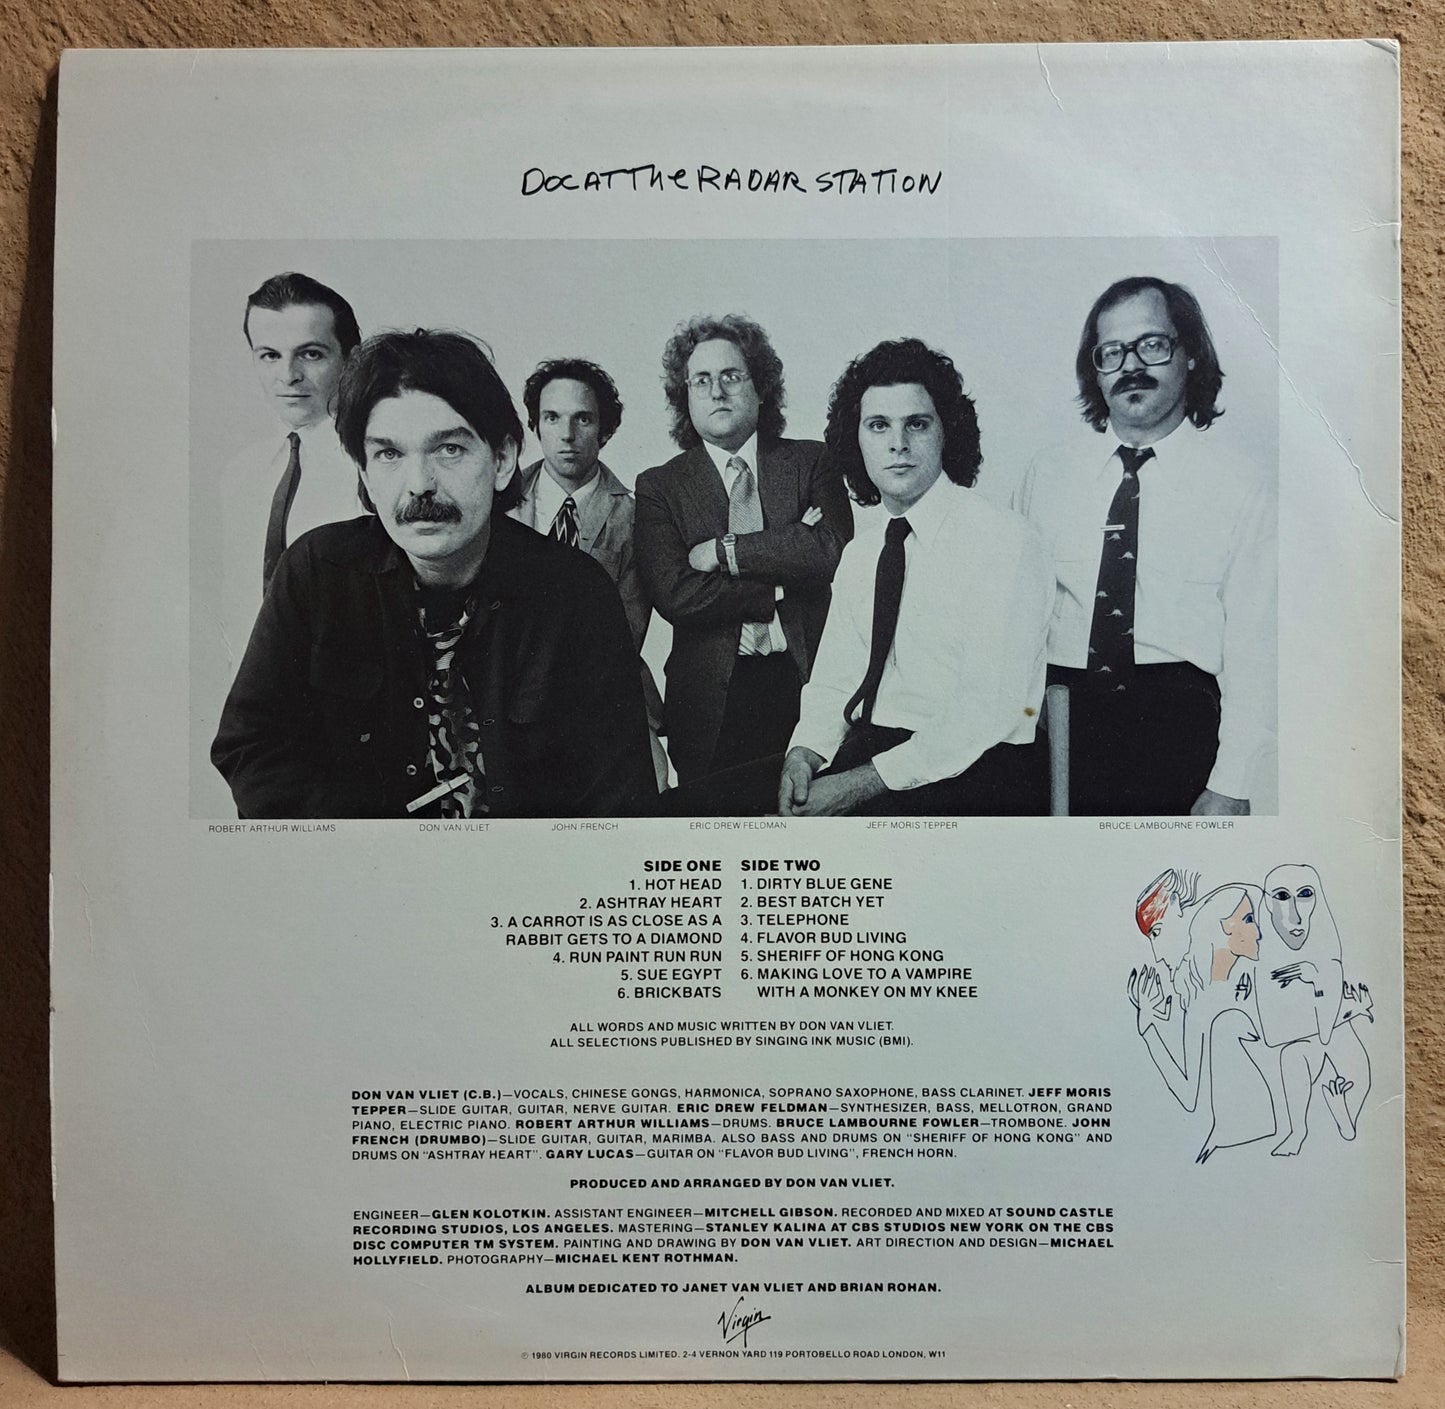 DOC AT THE RADAR STATION
ROBERT ARTHUR WILLIAMS DON VAN VLIET JOHN FRENCH ERIC DREW FELDMAN JEFF MORIS TEPPER BRUCE LAMBOURNE FOWLER
SIDE ONE
1. HOT HEAD
2. ASHTRAY HEART
3. A CARROT IS AS CLOSE AS A
RABBIT GETS TO A DIAMOND
4. RUN PAINT RUN RUN
5. SUE EGYPT
6. BRICKBATS
SIDE TWO
1. DIRTY BLUE GENE
2. BEST BATCH YET
3. TELEPHONE
4. FLAVOR BUD LIVING
5. SHERIFF OF HONG KONG
6. MAKING LOVE TO A VAMPIRE
WITH A MONKEY ON MY KNEE
ALL WORDS AND MUSIC WRITTEN BY DON VAN VLIET.
ALL SELECTIONS PUBLISHED BY SINGING INK MUSIC (BMI).
DON VAN VLIET (C.B.)—VOCALS, CHINESE GONGS, HARMONICA, SOPRANO SAXOPHONE, BASS CLARINET. JEFF MORIS
TEPPER—SLIDE GUITAR, GUITAR, NERVE GUITAR. ERIC DREW FELDMAN—SYNTHESIZER, BASS, MELLOTRON, GRAND
PIANO, ELECTRIC PIANO. ROBERT ARTHUR WILLIAMS—DRUMS. BRUCE LAMBOURNE FOWLER—TROMBONE. JOHN
FRENCH (DRUMBO)—SLIDE GUITAR, GUITAR, MARIMBA. ALSO BASS AND DRUMS ON "SHERIFF OF HONG KONG" AND
DRUMS ON "ASHTRAY HEART". GARY LUCAS—GUITAR ON "FLAVOR BUD LIVING", FRENCH HORN.
PRODUCED AND ARRANGED BY DON VAN VLIET.
ENGINEER—GLEN KOLOTKIN. ASSISTANT ENGINEER—MITCHELL GIBSON. RECORDED AND MIXED AT SOUND CASTLE
RECORDING STUDIOS, LOS ANGELES. MASTERING—STANLEY KALINA AT CBS STUDIOS NEW YORK ON THE CBS
DISC COMPUTER TM SYSTEM. PAINTING AND DRAWING BY DON VAN VLIET. ART DIRECTION AND DESIGN—MICHAEL
HOLLYFIELD. PHOTOGRAPHY—MICHAEL KENT ROTHMAN.
ALBUM DEDICATED TO JANET VAN VLIET AND BRIAN ROHAN.
Virgin
℗ 1980 VIRGIN RECORDS LIMITED. 2-4 VERNON YARD 119 PORTOBELLO ROAD LONDON, W11